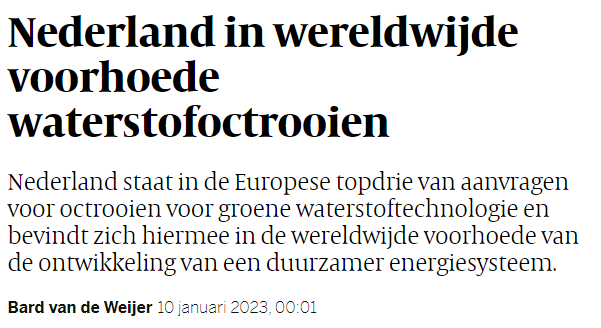 Nederland in wereldwijde
voorhoede
waterstofoctrooien
Nederland staat in de Europese topdrie van aanvragen
voor octrooien voor groene waterstoftechnologie en
bevindt zich hiermee in de wereldwijde voorhoede van
de ontwikkeling van een duurzamer energiesysteem.
Bard van de Weijer 10 januari 2023, 00:01